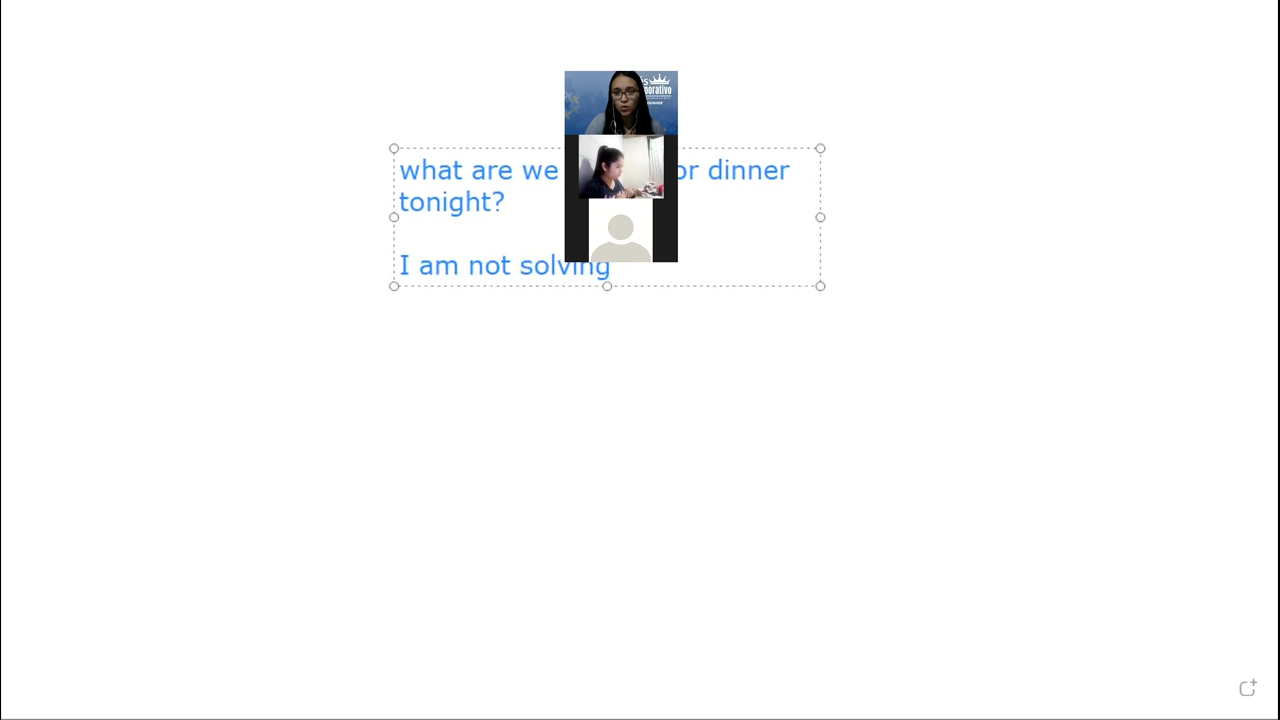 what are we or dinner
tonight?
I am not solving